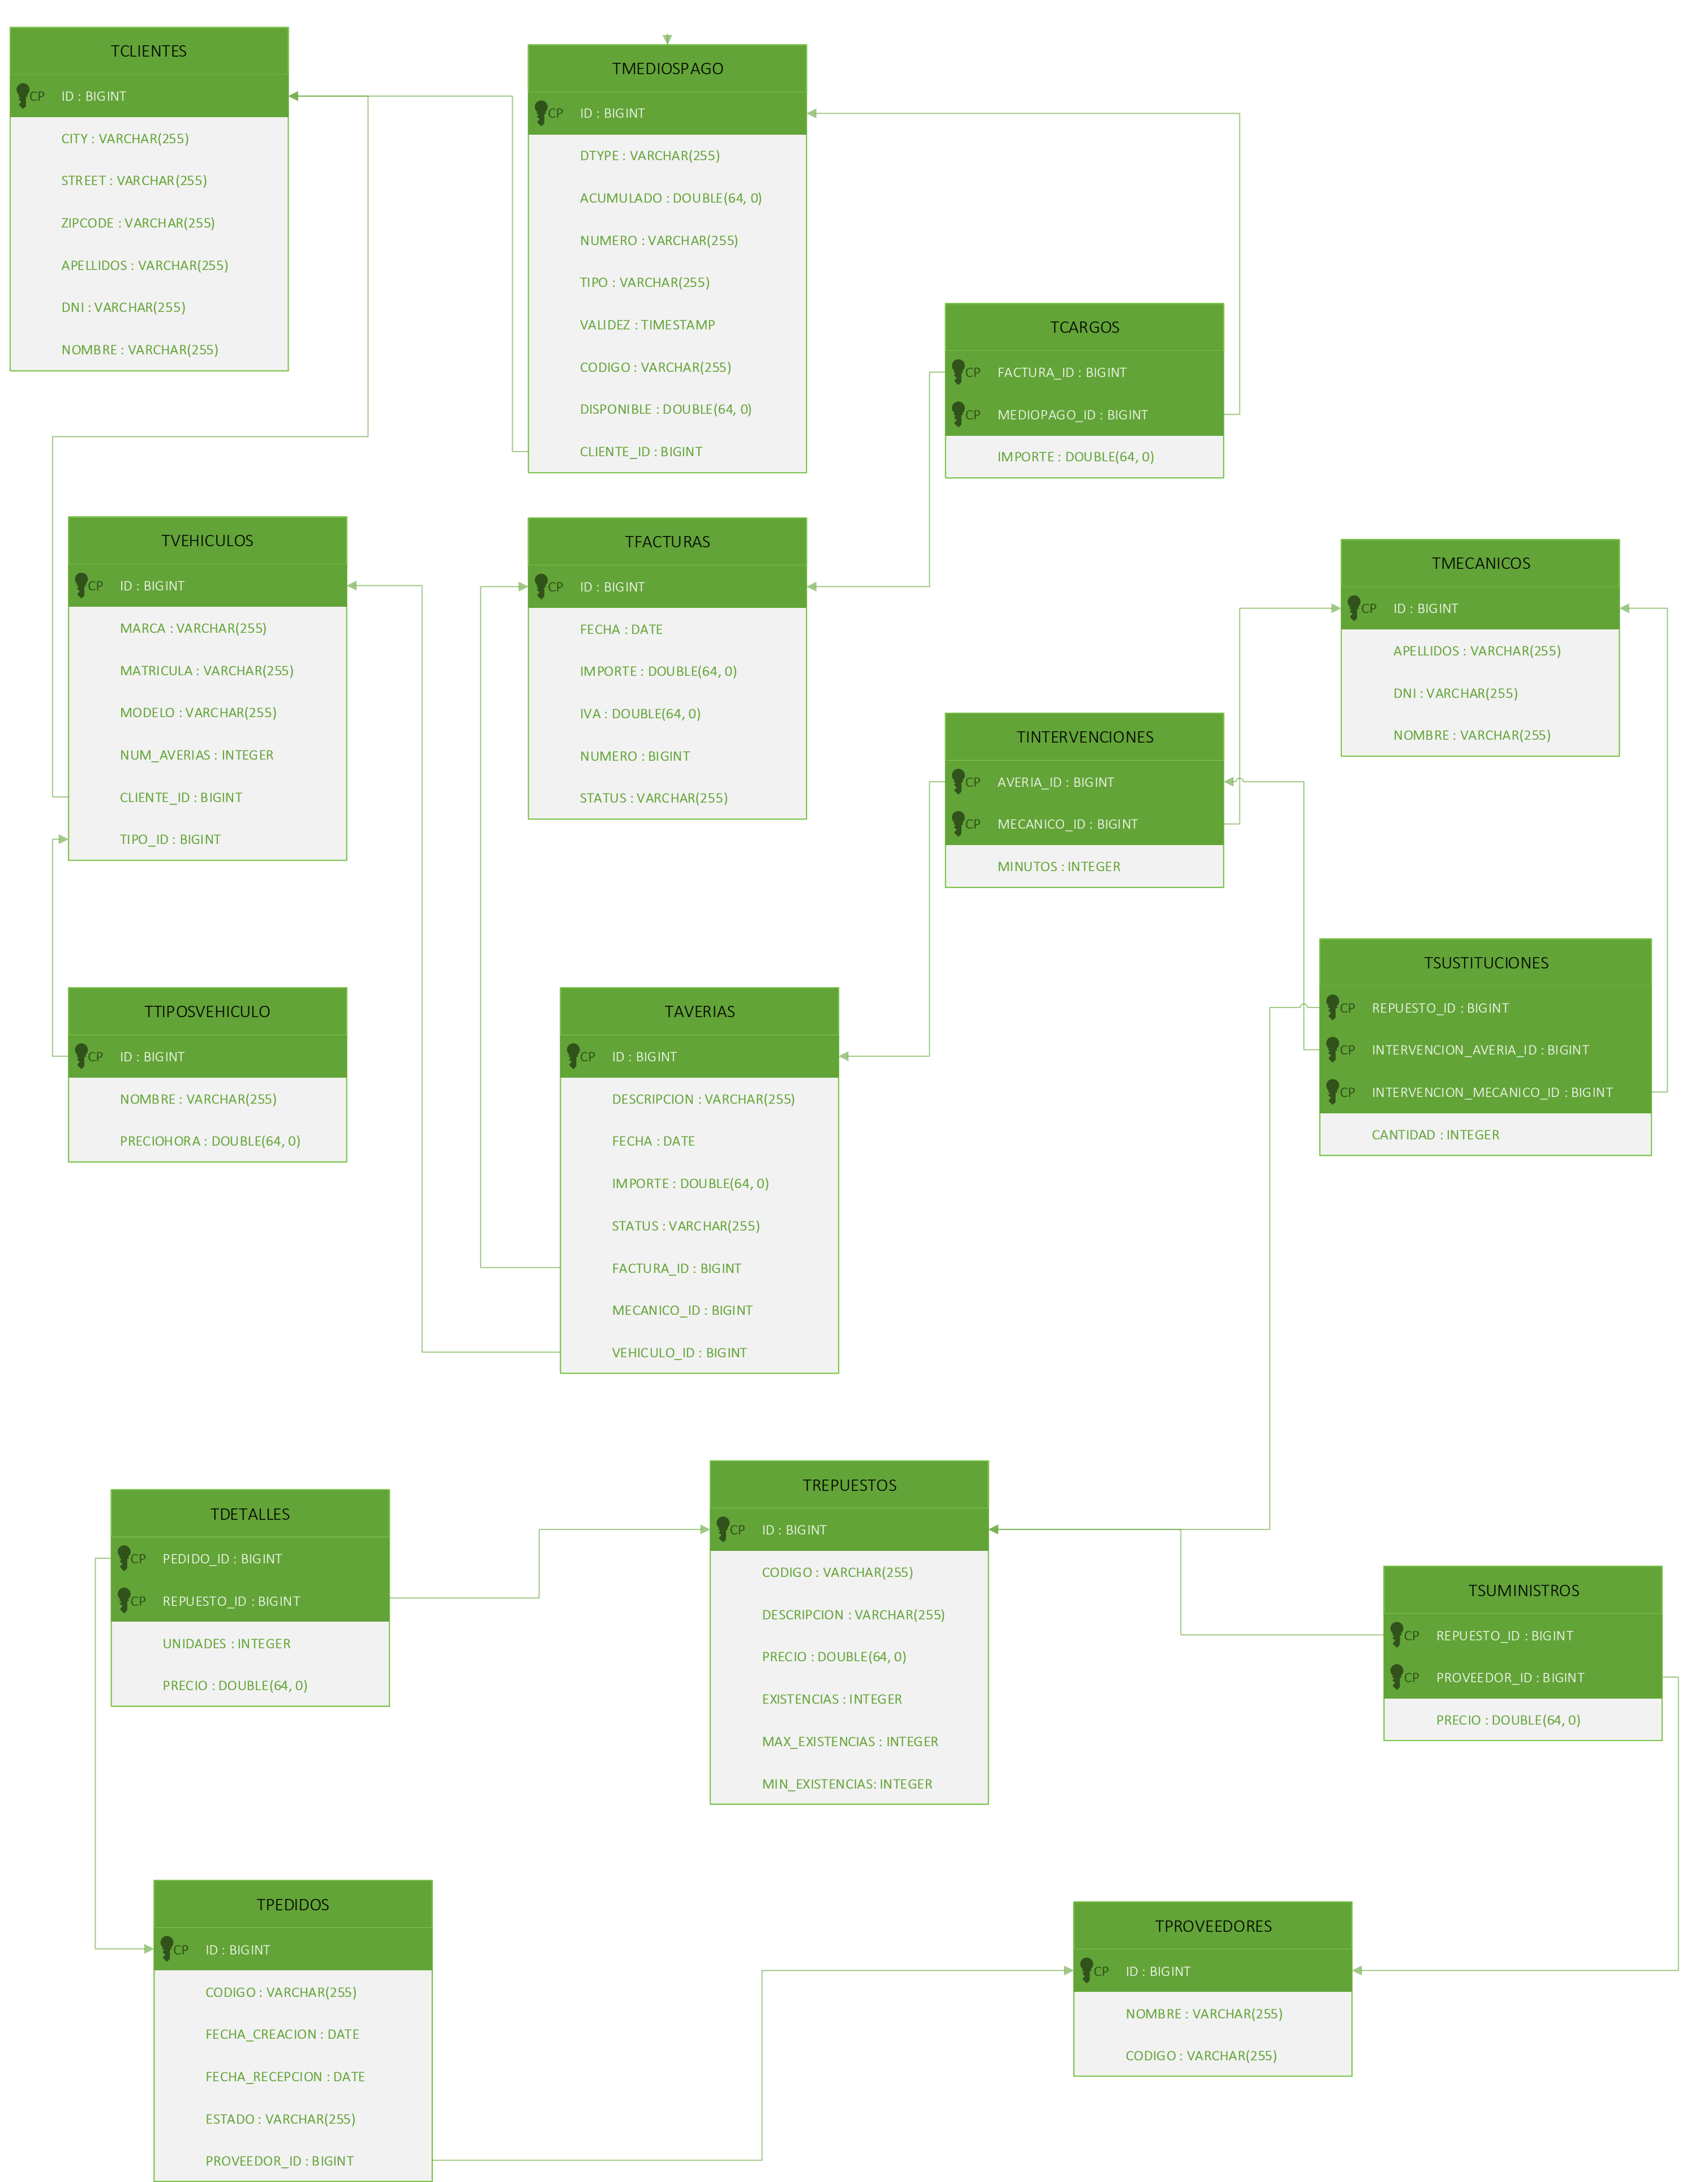 TCLIENTES
CP ID : BIGINT
CITY : VARCHAR(255)
STREET : VARCHAR(255)
ZIPCODE : VARCHAR(255)
APELLIDOS : VARCHAR(255)
DNI : VARCHAR(255)
NOMBRE : VARCHAR(255)
TMEDIOSPAGO
CP ID : BIGINT
DTYPE : VARCHAR(255)
ACUMULADO : DOUBLE(64, 0)
NUMERO : VARCHAR(255)
TIPO : VARCHAR(255)
VALIDEZ : TIMESTAMP
CODIGO : VARCHAR(255)
DISPONIBLE : DOUBLE(64, 0)
CLIENTE_ID : BIGINT
TCARGOS
CP FACTURA_ID : BIGINT
CP MEDIOPAGO_ID : BIGINT
IMPORTE : DOUBLE(64, 0)
TVEHICULOS
CP ID : BIGINT
MARCA : VARCHAR(255)
MATRICULA : VARCHAR(255)
MODELO : VARCHAR(255)
NUM_AVERIAS : INTEGER
CLIENTE_ID : BIGINT
TIPO_ID : BIGINT
TFACTURAS
CP ID : BIGINT
FECHA : DATE
IMPORTE : DOUBLE(64, 0)
IVA : DOUBLE(64, 0)
NUMERO : BIGINT
STATUS : VARCHAR(255)
TMECANICOS
CP ID : BIGINT
APELLIDOS : VARCHAR(255)
DNI : VARCHAR(255)
NOMBRE : VARCHAR(255)
TINTERVENCIONES
CP AVERIA_ID : BIGINT
CP MECANICO_ID : BIGINT
MINUTOS : INTEGER
TSUSTITUCIONES
CP REPUESTO_ID : BIGINT
CP INTERVENCION_AVERIA_ID : BIGINT
CP INTERVENCION_MECANICO_ID : BIGINT
CANTIDAD : INTEGER
TTIPOSVEHICULO
CP ID : BIGINT
NOMBRE : VARCHAR(255)
PRECIOHORA : DOUBLE(64, 0)
TAVERIAS
CP ID : BIGINT
DESCRIPCION : VARCHAR(255)
FECHA : DATE
IMPORTE : DOUBLE(64, 0)
STATUS : VARCHAR(255)
FACTURA_ID : BIGINT
MECANICO_ID : BIGINT
VEHICULO_ID : BIGINT
TDETALLES
CP PEDIDO_ID : BIGINT
CP REPUESTO_ID : BIGINT
UNIDADES : INTEGER
PRECIO : DOUBLE(64, 0)
TREPUESTOS
CP ID : BIGINT
CODIGO : VARCHAR(255)
DESCRIPCION : VARCHAR(255)
PRECIO : DOUBLE(64, 0)
EXISTENCIAS : INTEGER
MAX_EXISTENCIAS : INTEGER
MIN_EXISTENCIAS: INTEGER
TSUMINISTROS
CP REPUESTO_ID : BIGINT
CP PROVEEDOR_ID : BIGINT
PRECIO : DOUBLE(64, 0)
TPEDIDOS
CP ID : BIGINT
CODIGO : VARCHAR(255)
FECHA_CREACION : DATE
FECHA_RECEPCION : DATE
ESTADO : VARCHAR(255)
PROVEEDOR_ID : BIGINT
TPROVEEDORES
CP ID : BIGINT
NOMBRE : VARCHAR(255)
CODIGO : VARCHAR(255)